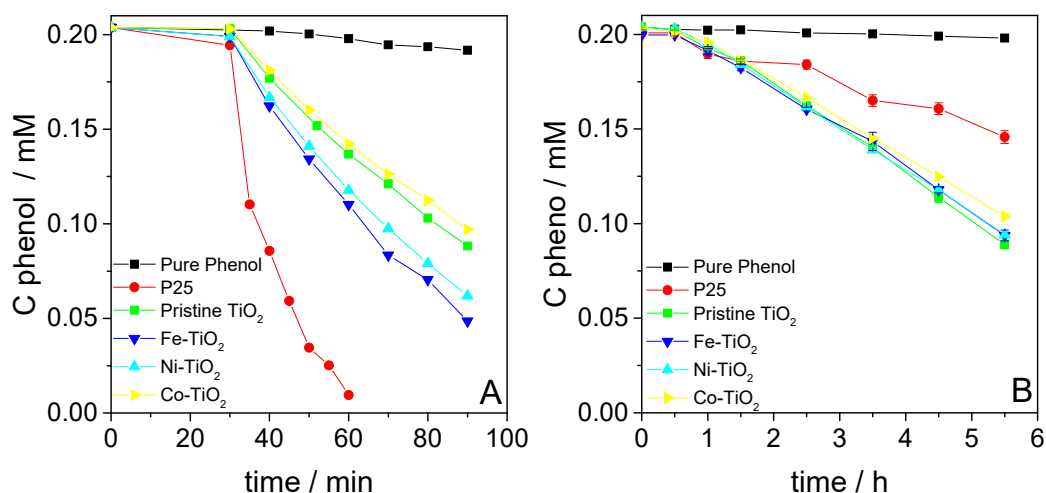 0.20
0.15
0.10
0.05
0.00
C phenol / mM
Pure Phenol
P25
Pristine TiO₂
Fe-TiO₂
Ni-TiO₂
Co-TiO₂
A
0 20 40 60 80 100
time / min
0.20
0.15
0.10
0.05
0.00
C pheno / mM
Pure Phenol
P25
Pristine TiO₂
Fe-TiO₂
Ni-TiO₂
Co-TiO₂
B
0 1 2 3 4 5 6
time / h